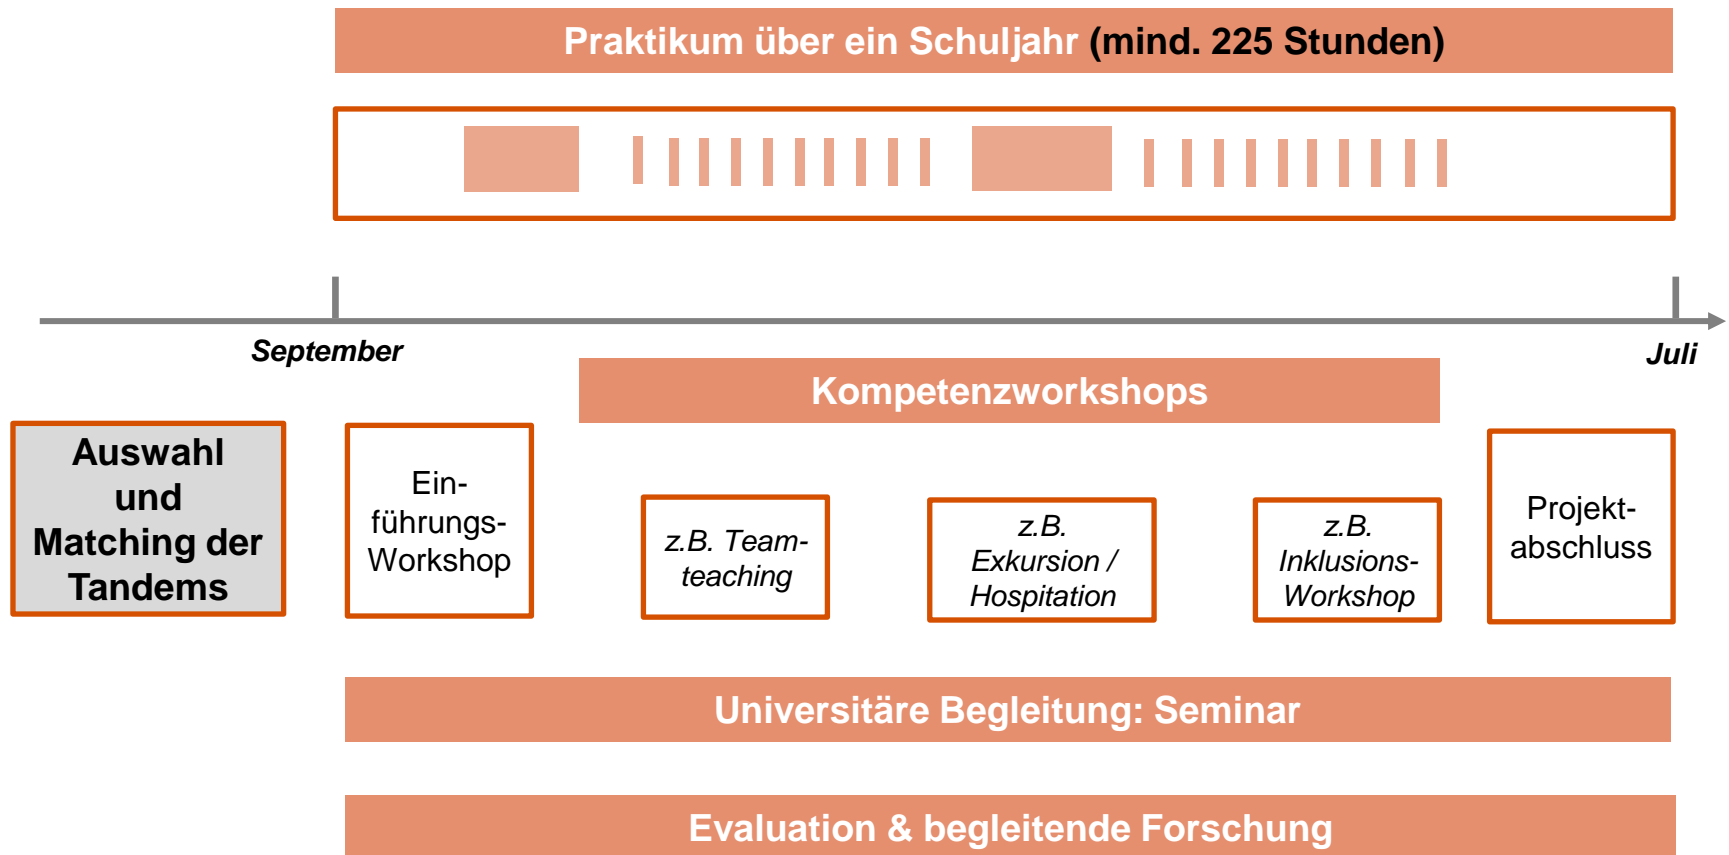 Praktikum über ein Schuljahr (mind. 225 Stunden)
September
Juli
Kompetenzworkshops
Auswahl
und
Matching der
Tandems
Ein-
führungs-
Workshop
z.B. Team-
teaching
z.B.
Exkursion /
Hospitation
z.B.
Inklusions-
Workshop
Projekt-
abschluss
Universitäre Begleitung: Seminar
Evaluation & begleitende Forschung